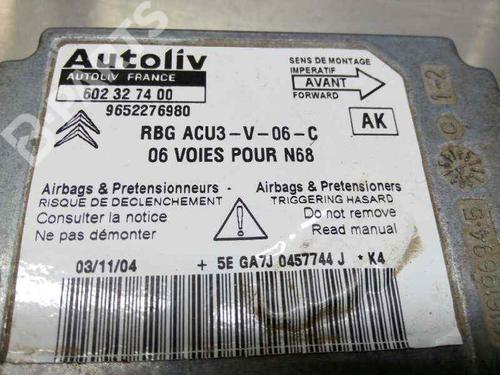 Autoliv
AUTOLIV FRANCE
602 32 74 00
9652276980
SENS DE MONTAGE
IMPERATIF
AVANT
FORWARD
RBG ACU3-V-06-C
06 VOIES POUR N68
AK
Airbags & Pretensionneurs - Airbags & Pretensioners
RISQUE DE DECLENCHEMENT
TRIGGERING HASARD
Consulter la notice
Do not remove
Ne pas démonter
Read manual
03/11/04
+ 5E GA7J 0457744 J * K4